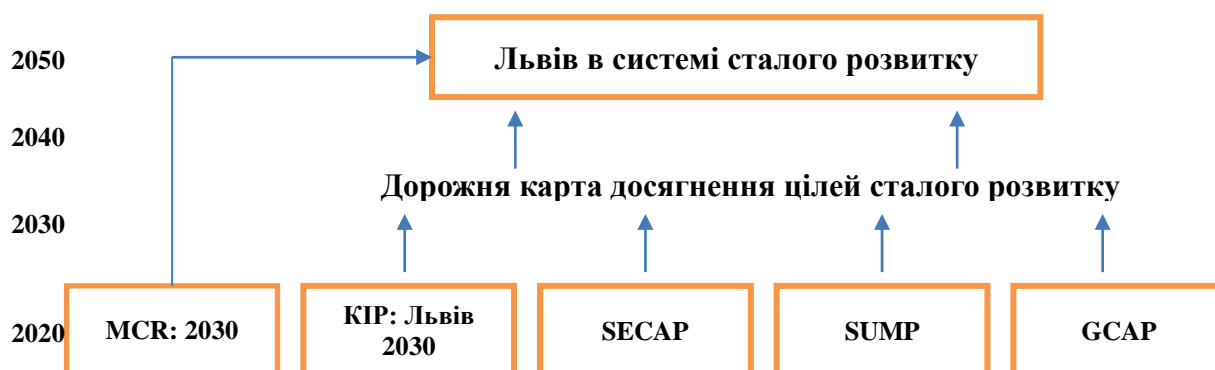 2050
Львів в системі сталого розвитку
2040
Дорожня карта досягнення цілей сталого розвитку
2030
2020
MCR: 2030
КІР: Львів
2030
SECAP
SUMP
GCAP